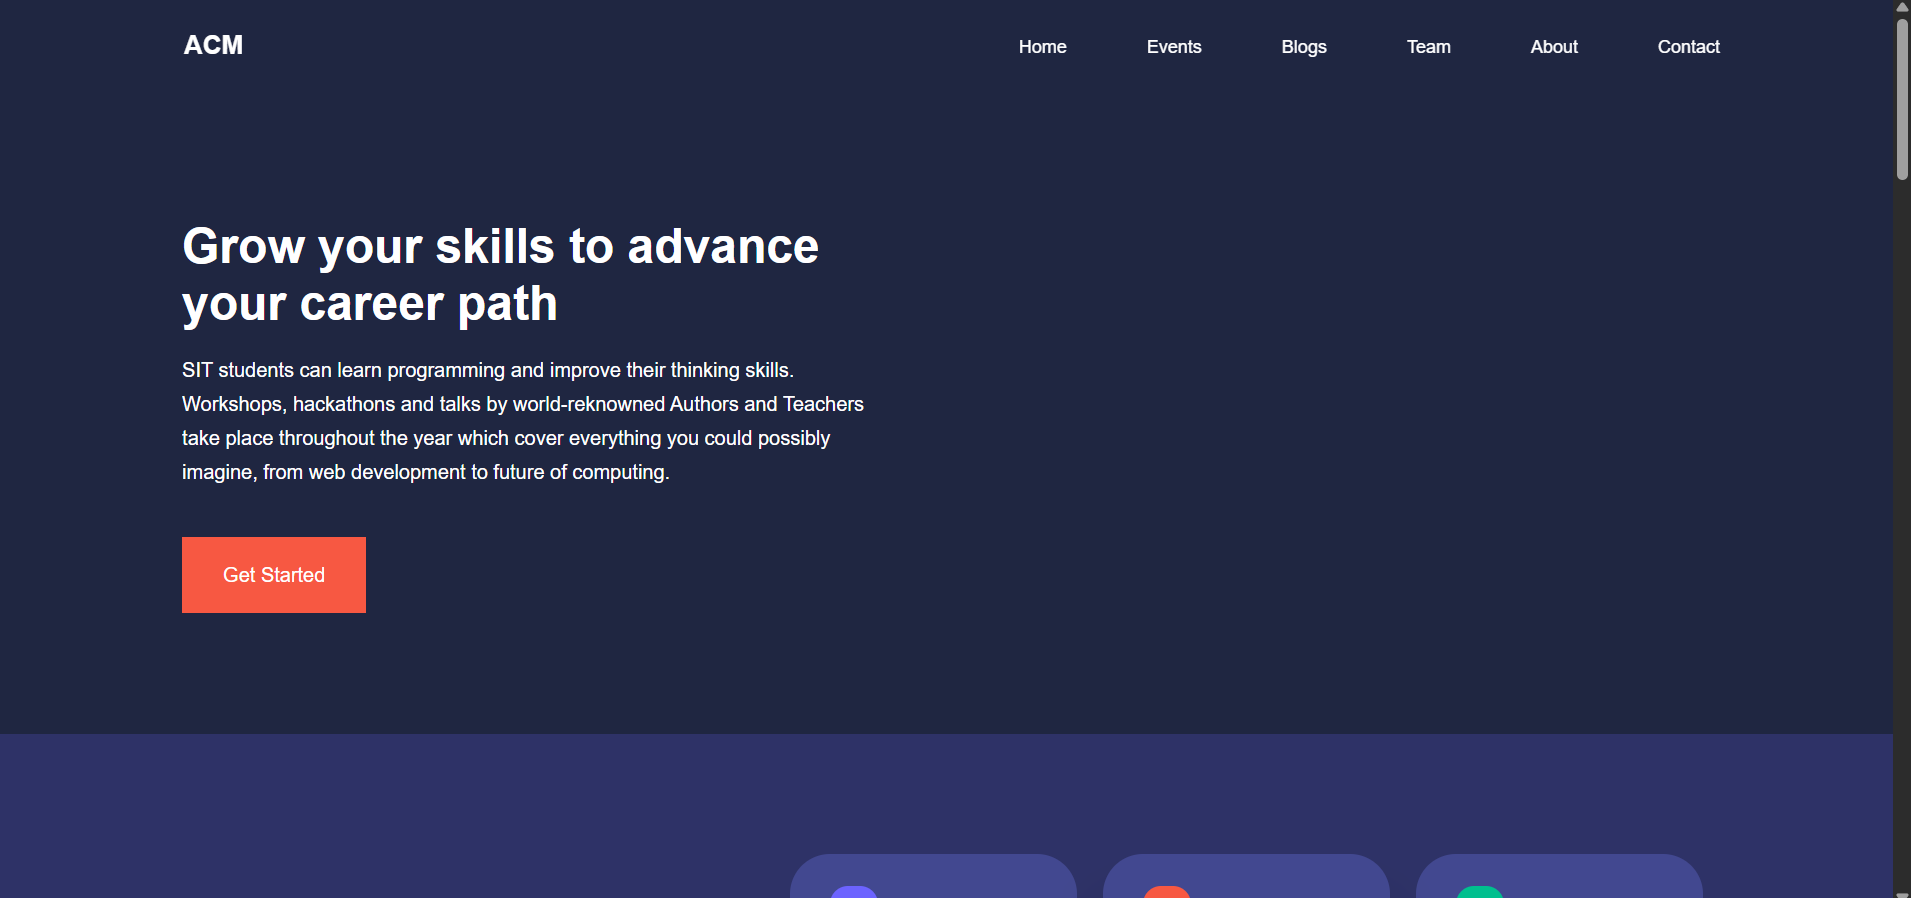 ACM
Home
Events
Blogs
Team
About
Contact
Grow your skills to advance
your career path
SIT students can learn programming and improve their thinking skills.
Workshops, hackathons and talks by world-reknowned Authors and Teachers
take place throughout the year which cover everything you could possibly
imagine, from web development to future of computing.
Get Started